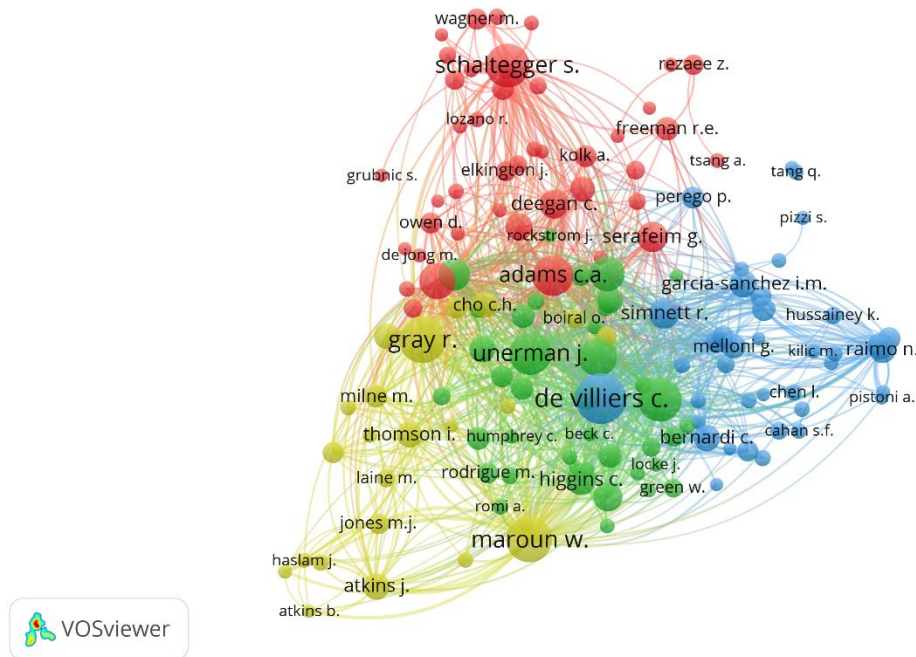 wagner m.
schaltegger s.
rezaee z.
lozano r.
freeman r.e.
kolk a.
tsang a.
grubnic s.
elkington j.
tang q.
deegan c.
perego p.
owen d.
pizzi s.
rockstrom j.
serafeim g.
de jong m.
adams c.a.
garcia-sanchez i.m.
cho c.h.
boiral o.
simnett r.
hussainey k.
gray r.
unerman j.
melloni g.
kilic m.
raimo n.
milne m.
de villiers c.
chen l.
pistoni a.
thomson i.
humphrey c.
beck c.
bernardi c.
cahan s.f.
laine m.
rodrigue m.
higgins c.
locke j.
green w.
romi a.
jones m.j.
maroun w.
haslam j.
atkins j.
atkins b.
VOSviewer